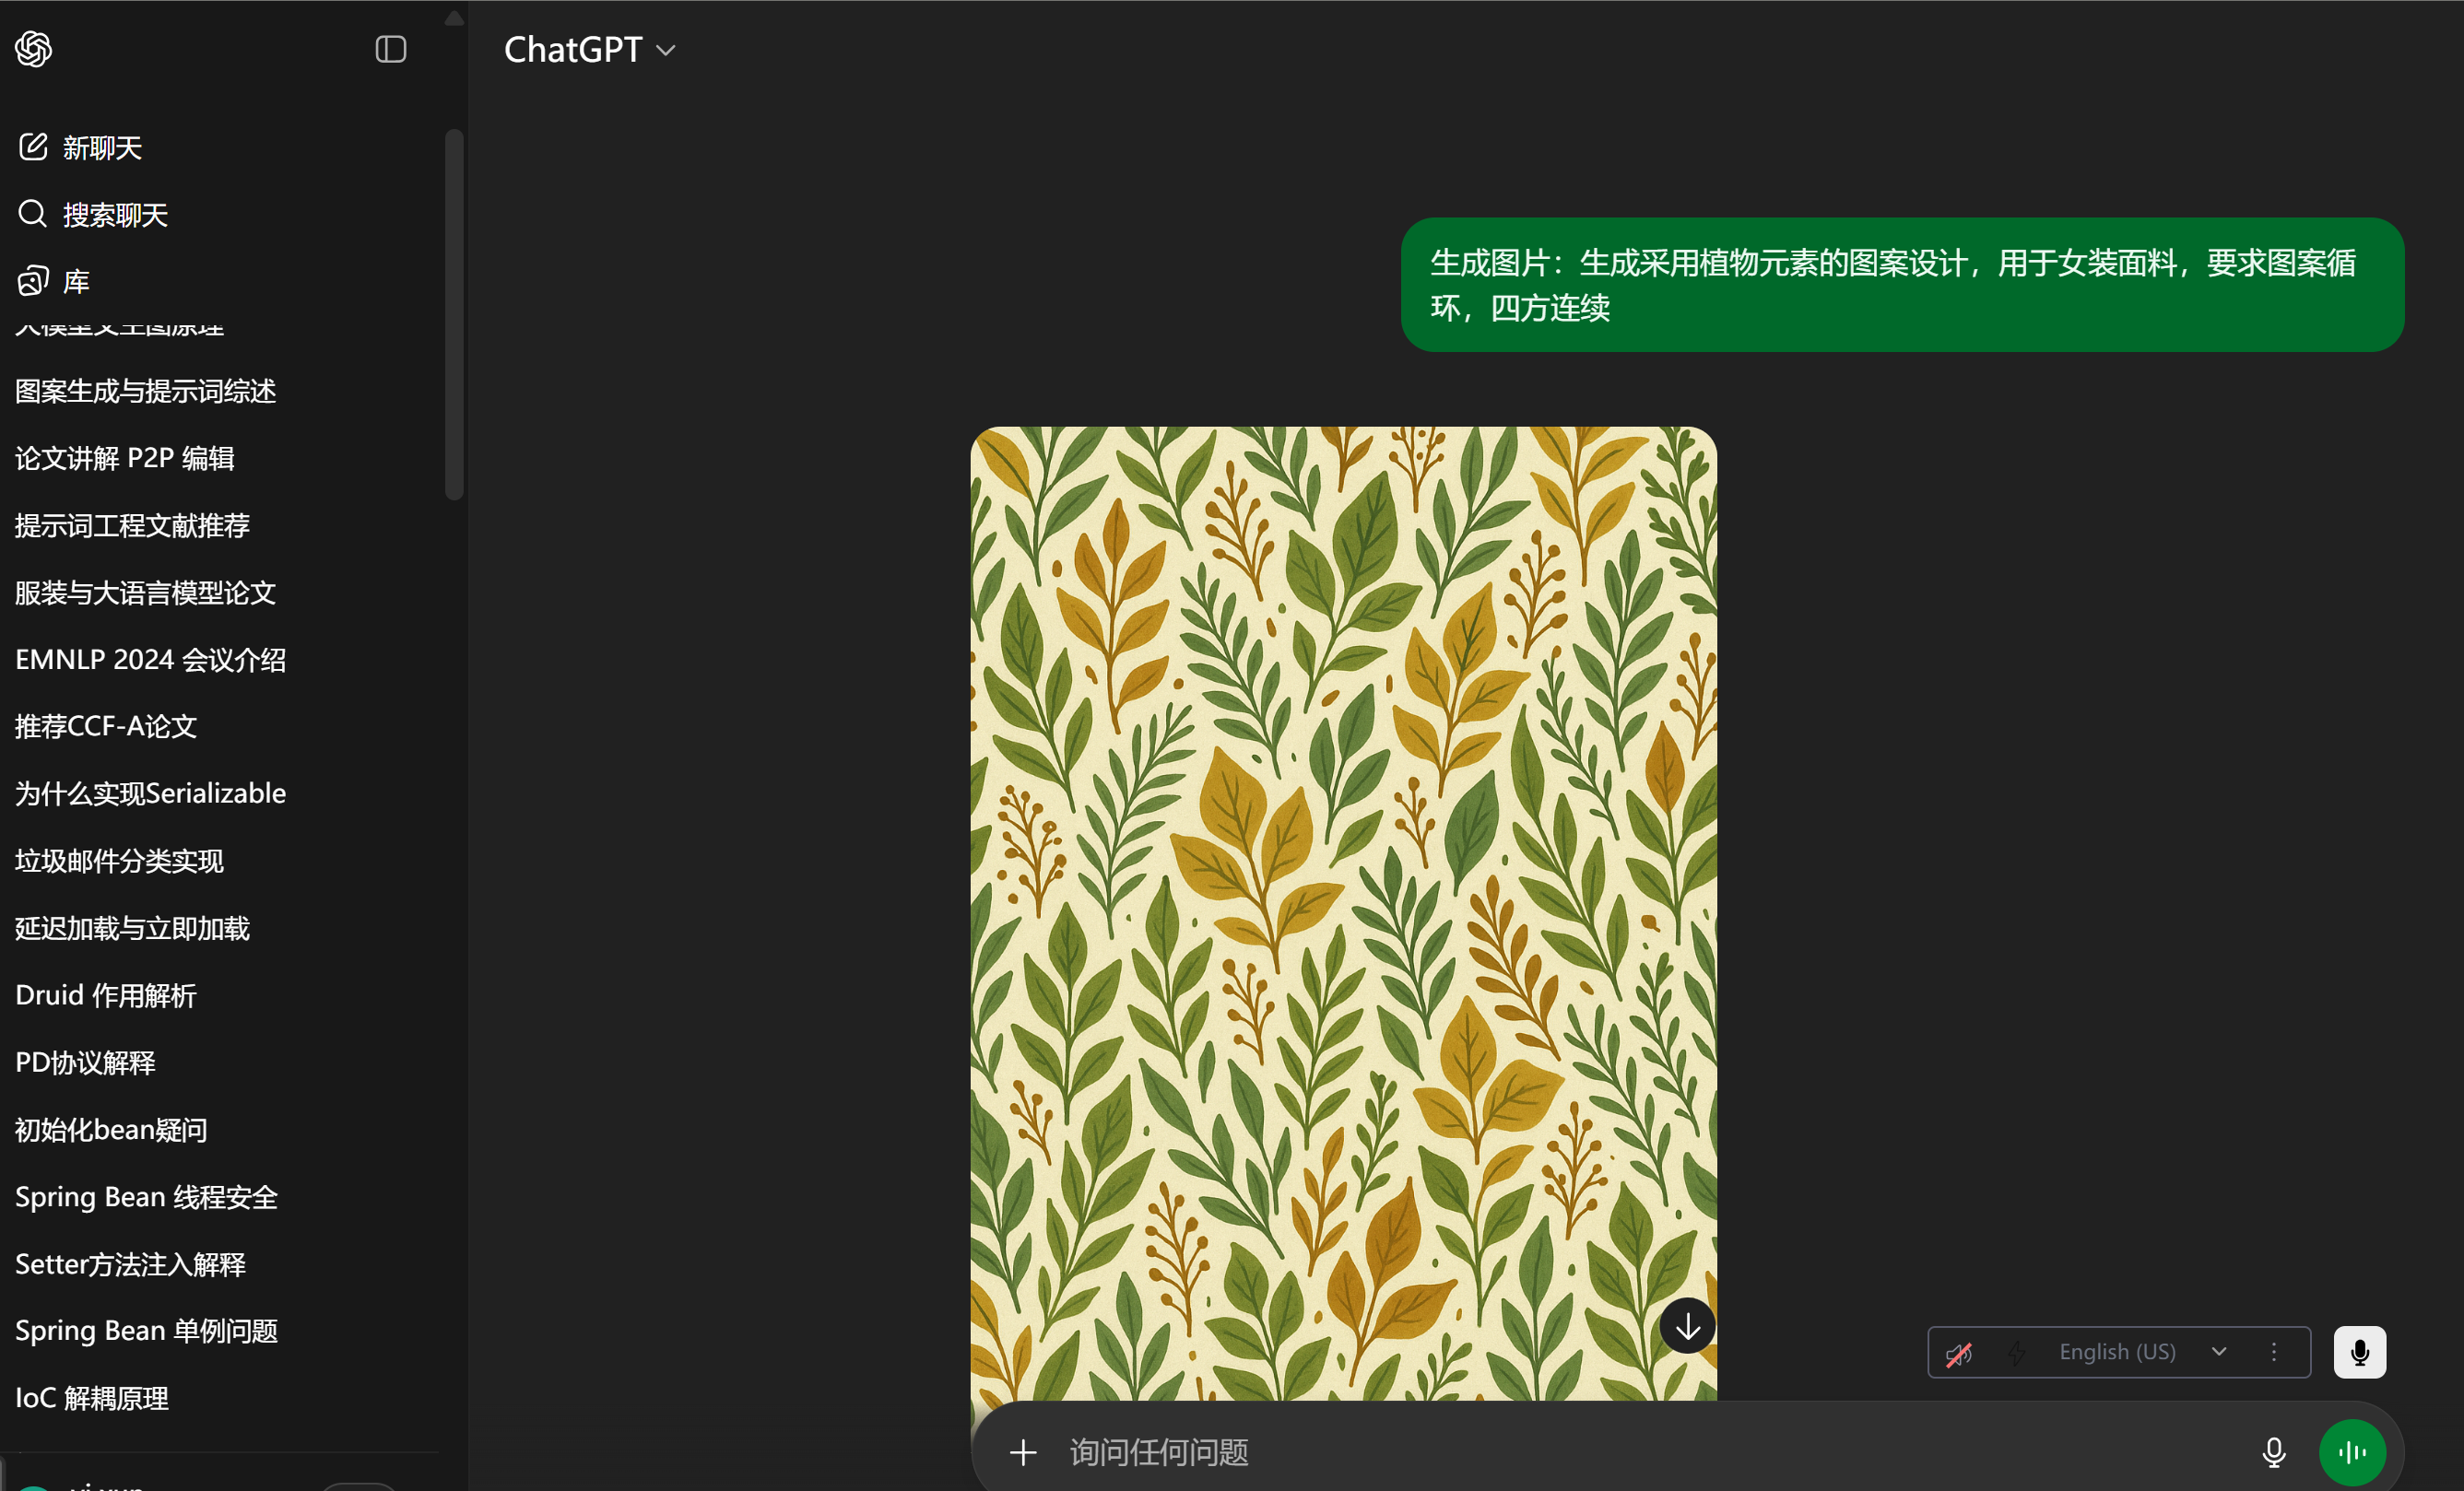 ChatGPT
新聊天
搜索聊天
库
大模型文生图原理
图案生成与提示词综述
论文讲解 P2P 编辑
提示词工程文献推荐
服装与大语言模型论文
EMNLP 2024 会议介绍
推荐CCF-A论文
为什么实现Serializable
垃圾邮件分类实现
延迟加载与立即加载
Druid 作用解析
PD协议解释
初始化bean疑问
Spring Bean 线程安全
Setter方法注入解释
Spring Bean 单例问题
IoC 解耦原理
生成图片：生成采用植物元素的图案设计，用于女装面料，要求图案循
环，四方连续
English (US)
询问任何问题